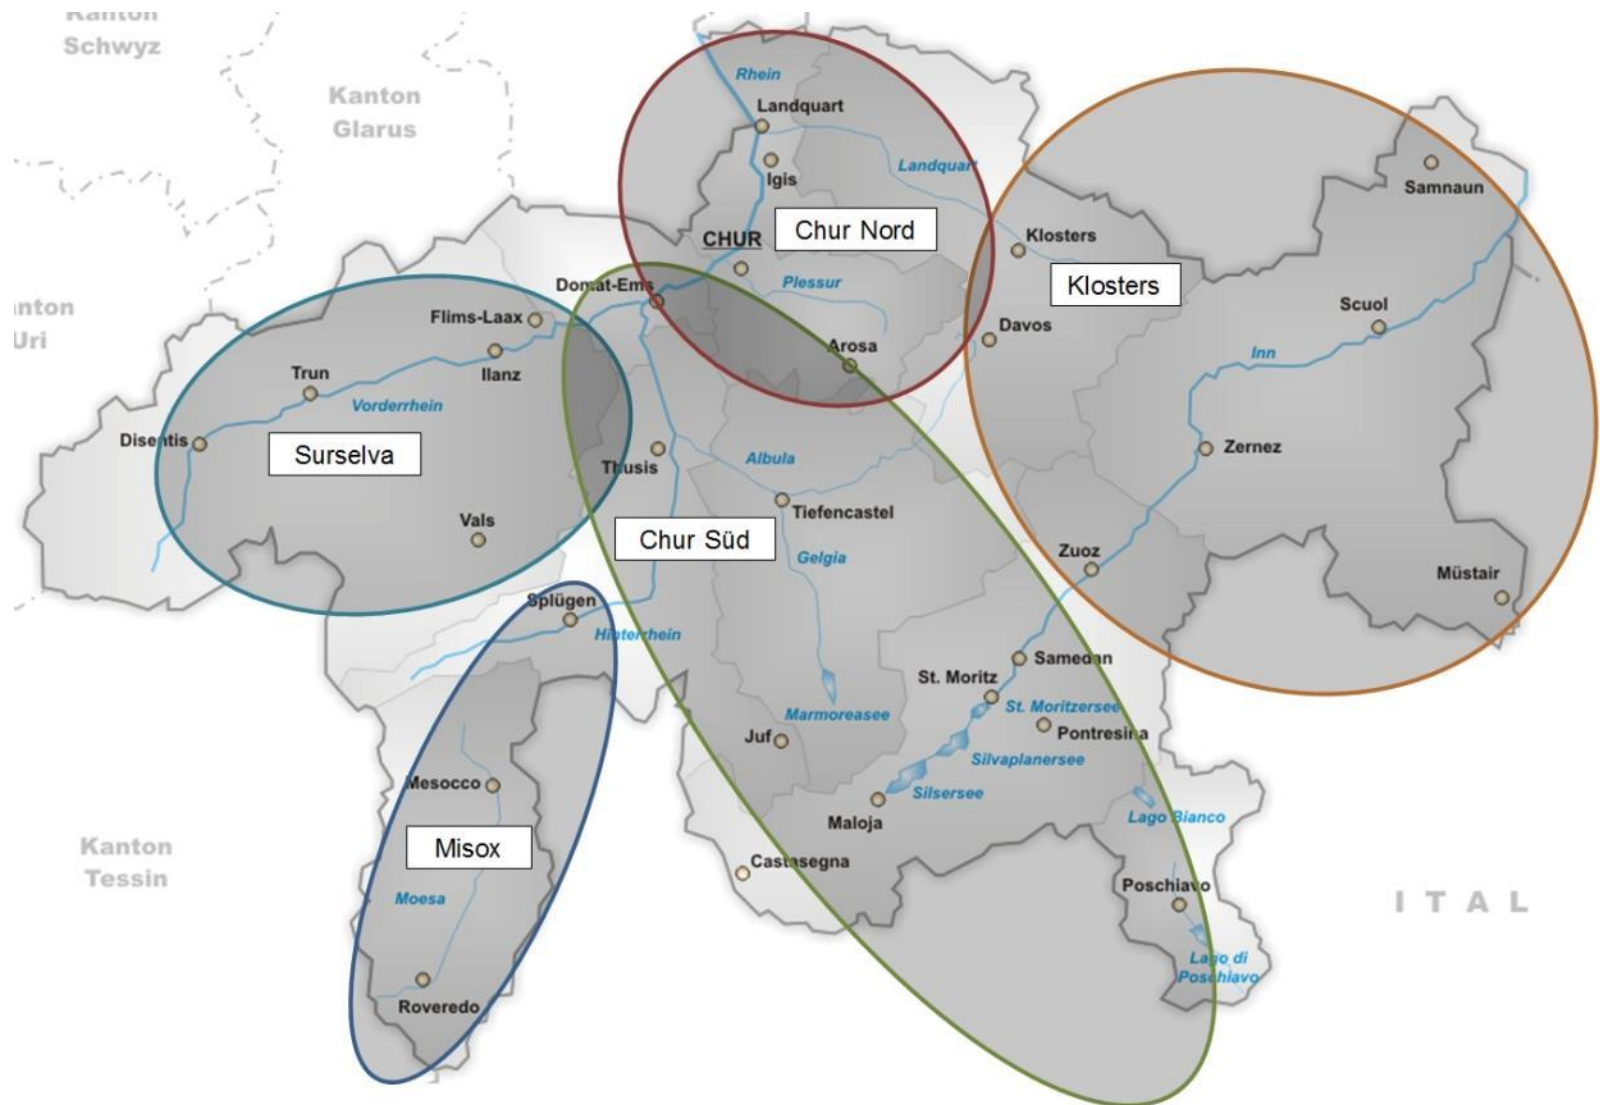 Kanton
Schwyz
Kanton
Glarus
Rhein
Landquart
Landquart
Igis
Samnaun
Chur Nord
CHUR
Klosters
Klosters
Plessur
Domat-Ems
Flims-Laax
Scuol
Davos
Arosa
Inn
Uri
Trun
Ilanz
Vorderrhein
Disentis
Surselva
Thusis
Albula
Zernez
Tiefencastel
Vals
Chur Süd
Gelgia
Zuoz
Müstair
Splügen
Hinterrhein
Samedan
St. Moritz
St. Moritzersee
Marmoreasee
Juf
Pontresina
Silvaplanersee
Mesocco
Silsersee
Maloja
Lago Bianco
Kanton
Tessin
Misox
Castasegna
Poschiavo
Moesa
ITAL
Lago di
Poschiavo
Roveredo